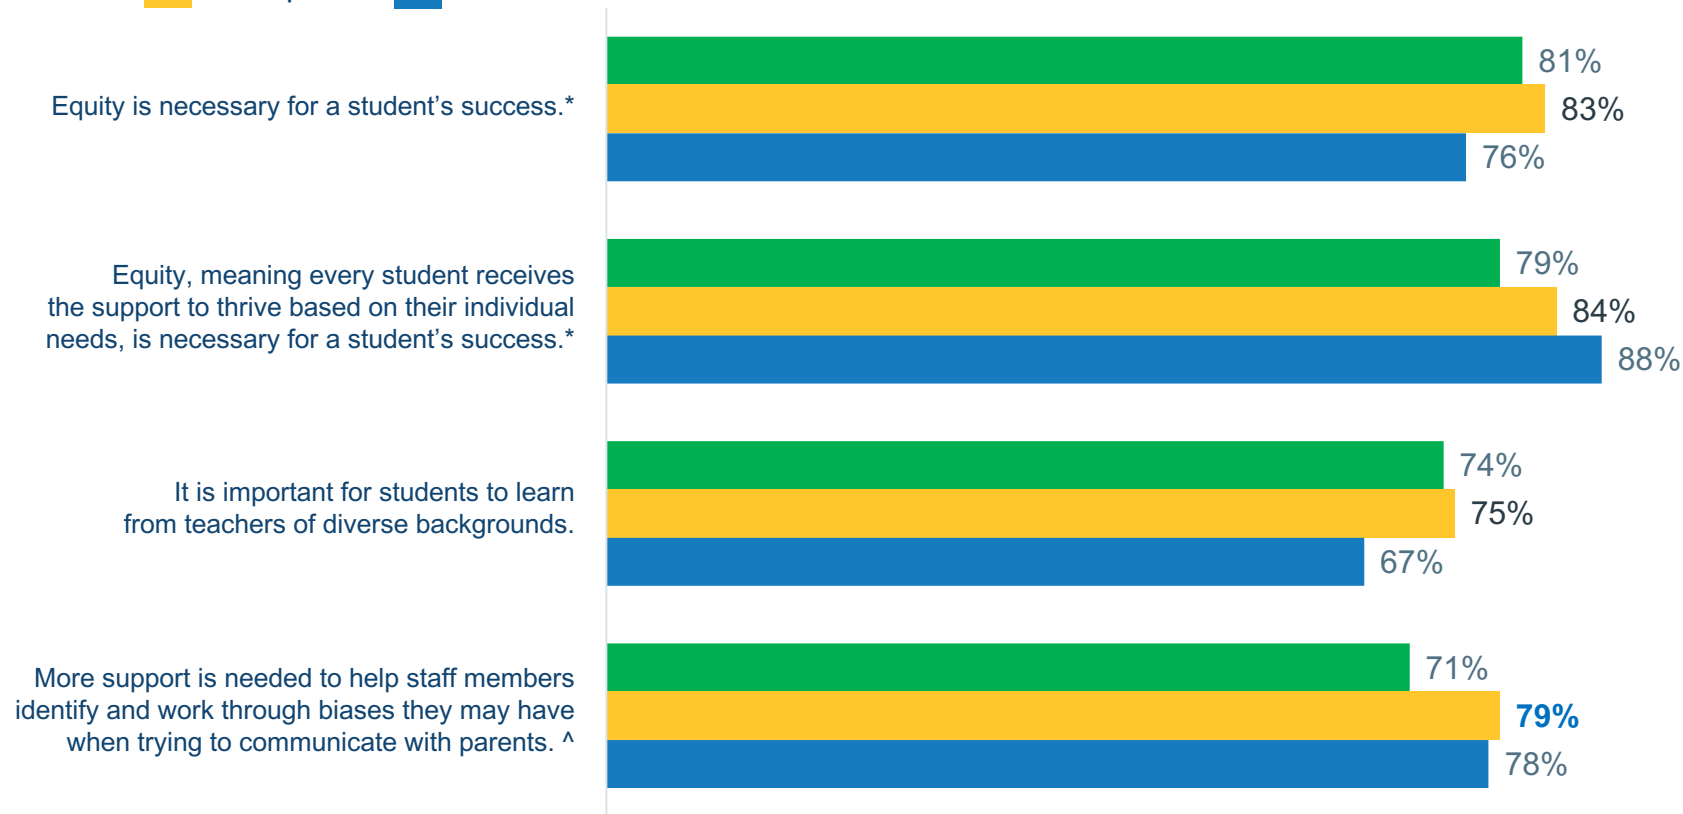 81%
Equity is necessary for a student’s success.*
83%
76%
79%
Equity, meaning every student receives
the support to thrive based on their individual
needs, is necessary for a student’s success.*
84%
88%
74%
It is important for students to learn
from teachers of diverse backgrounds.
75%
67%
71%
More support is needed to help staff members
identify and work through biases they may have
when trying to communicate with parents. ^
79%
78%